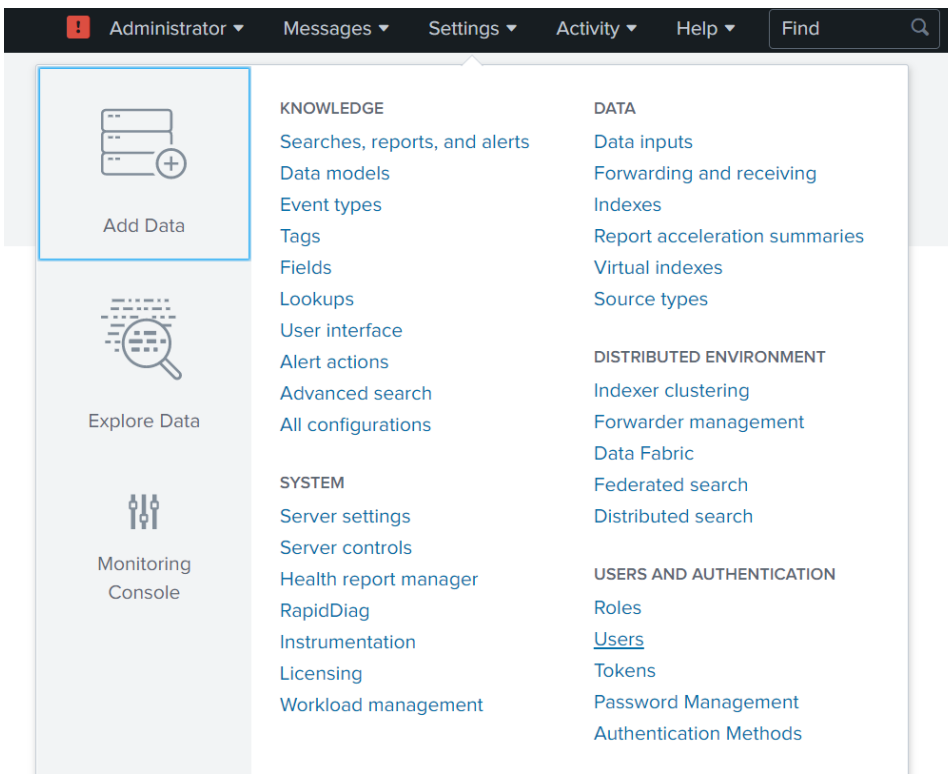 ! Administrator Messages Settings Activity Help Find
Add Data
Explore Data
Monitoring
Console
KNOWLEDGE
Searches, reports, and alerts
Data models
Event types
Tags
Fields
Lookups
User interface
Alert actions
Advanced search
All configurations
SYSTEM
Server settings
Server controls
Health report manager
RapidDiag
Instrumentation
Licensing
Workload management
DATA
Data inputs
Forwarding and receiving
Indexes
Report acceleration summaries
Virtual indexes
Source types
DISTRIBUTED ENVIRONMENT
Indexer clustering
Forwarder management
Data Fabric
Federated search
Distributed search
USERS AND AUTHENTICATION
Roles
Users
Tokens
Password Management
Authentication Methods